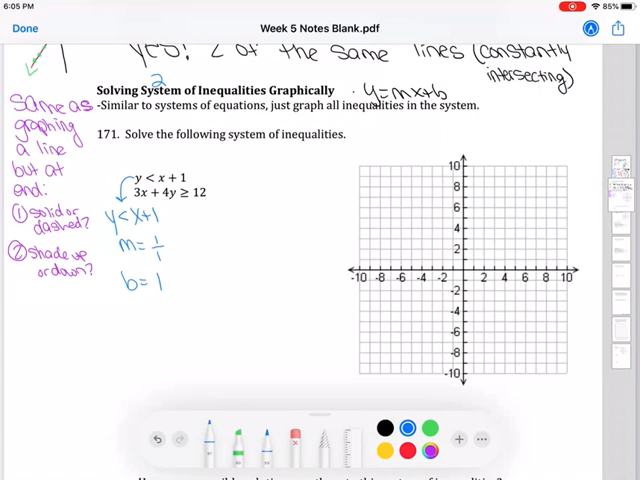 6:05 PM
85%
Done
Week 5 Notes Blank.pdf
yes! 2 of the same lines (constantly
intersecting)
2
Solving System of Inequalities Graphically
· y=mx+b
-Similar to systems of equations, just graph all inequalities in the system.
same as
graphing
a line
but at
end:
① solid or
dashed?
② shade up
or down?
171. Solve the following system of inequalities.
y < x + 1
3x + 4y ≥ 12
y < x+1
m = 1/1
b = 1
10
8
6
4
2
-10 -8 -6 -4 -2 2 4 6 8 10
-2
-4
-6
-8
-10